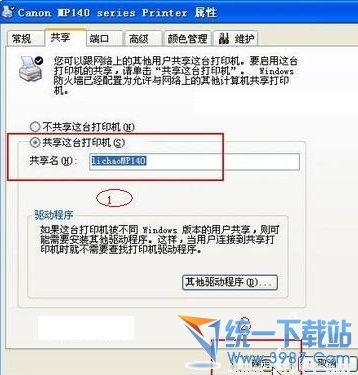 Canon MP140 series Printer 属性
常规 共享 端口 高级 颜色管理 维护
您可以跟网络上的其他用户共享这台打印机。要启用这台
打印机的共享，请单击“共享这台打印机”。 Windows
防火墙已经配置为允许与网络上的其他计算机共享打印机。
不共享这台打印机(N)
共享这台打印机(S)
共享名(H): lichaoMP140
1
驱动程序
如果这台打印机被不同 Windows 版本的用户共享，则可
能需要安装其他驱动程序。这样，当用户连接到共享打
印机时就不需要查找打印机驱动程序。
其他驱动程序(D)...
2
确定 取消
统一下载站
www.3987.com